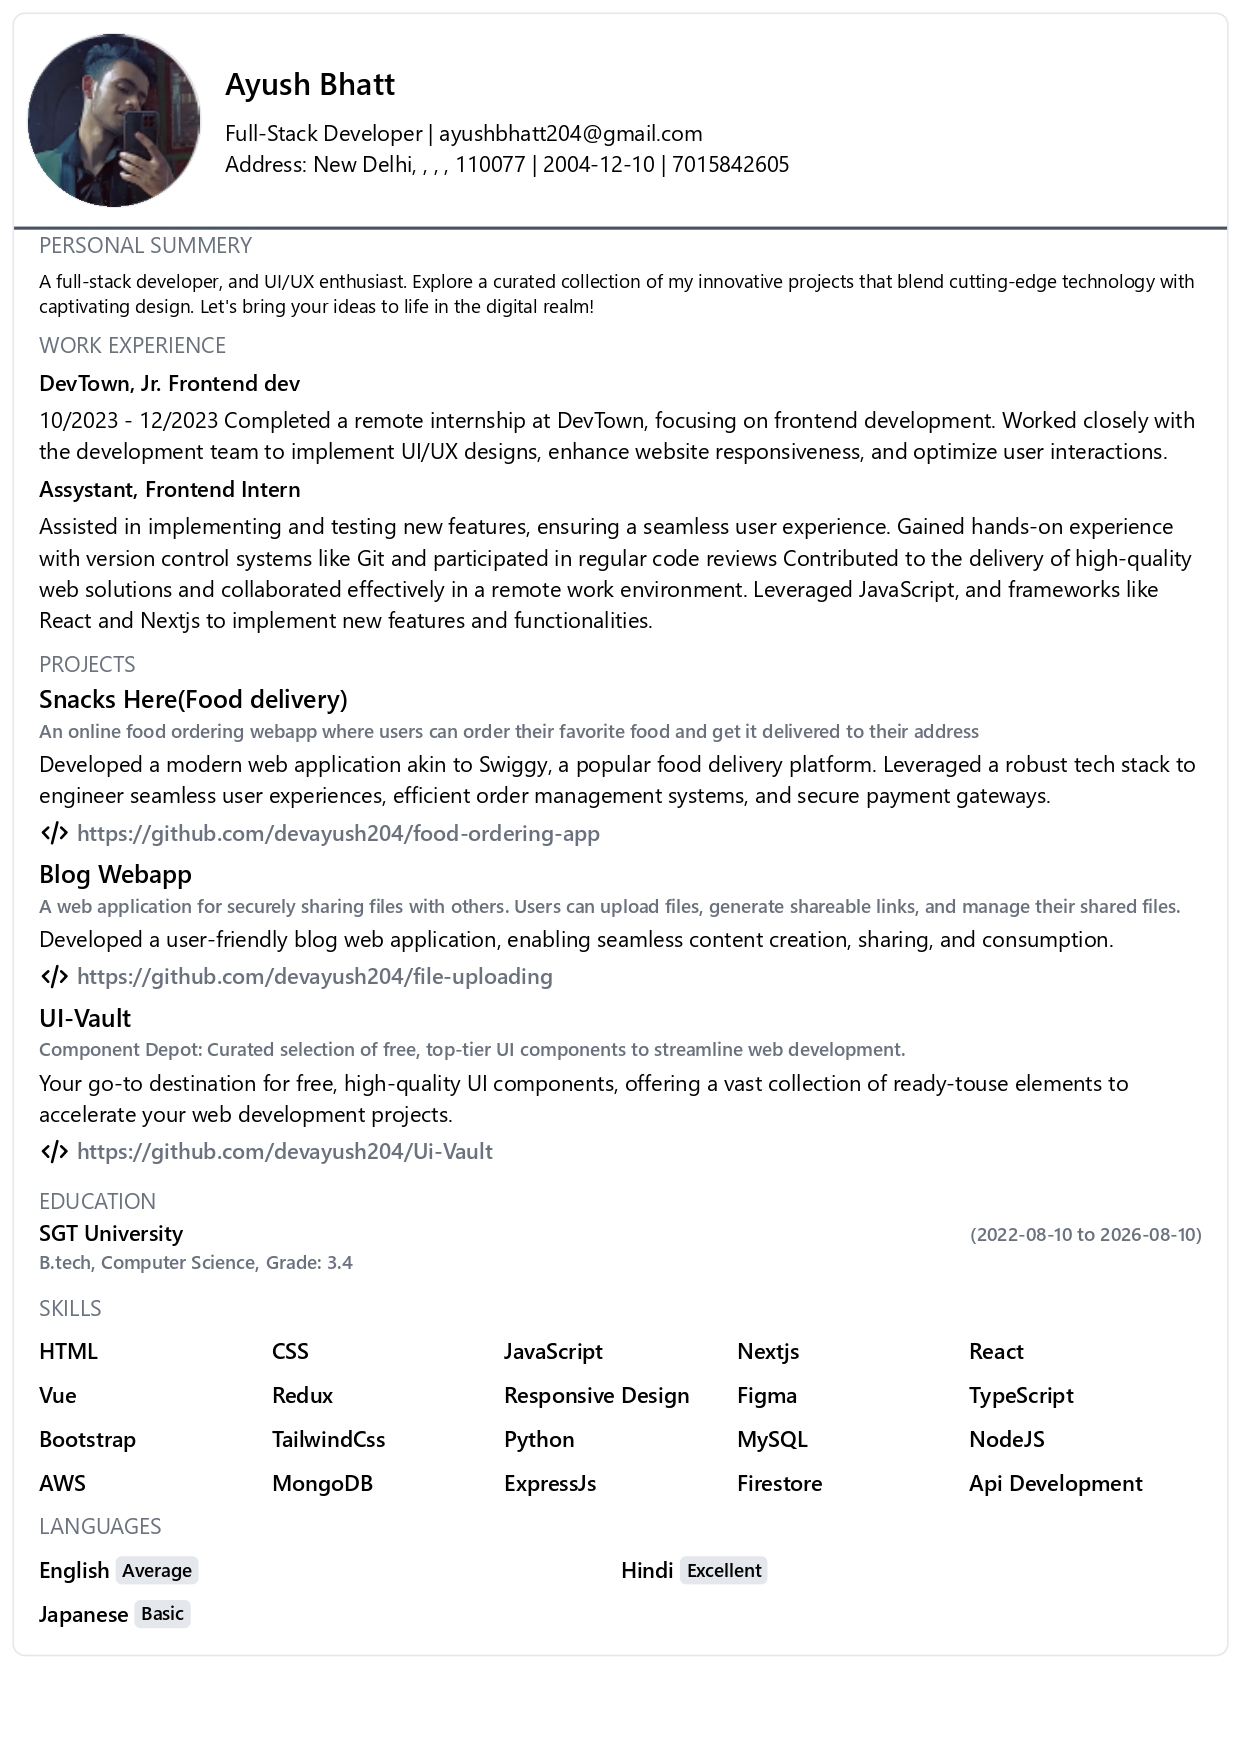 Ayush Bhatt
Full-Stack Developer | ayushbhatt204@gmail.com
Address: New Delhi, , , , 110077 | 2004-12-10 | 7015842605
PERSONAL SUMMERY
A full-stack developer, and UI/UX enthusiast. Explore a curated collection of my innovative projects that blend cutting-edge technology with
captivating design. Let's bring your ideas to life in the digital realm!
WORK EXPERIENCE
DevTown, Jr. Frontend dev
10/2023 - 12/2023 Completed a remote internship at DevTown, focusing on frontend development. Worked closely with
the development team to implement UI/UX designs, enhance website responsiveness, and optimize user interactions.
Assystant, Frontend Intern
Assisted in implementing and testing new features, ensuring a seamless user experience. Gained hands-on experience
with version control systems like Git and participated in regular code reviews Contributed to the delivery of high-quality
web solutions and collaborated effectively in a remote work environment. Leveraged JavaScript, and frameworks like
React and Nextjs to implement new features and functionalities.
PROJECTS
Snacks Here(Food delivery)
An online food ordering webapp where users can order their favorite food and get it delivered to their address
Developed a modern web application akin to Swiggy, a popular food delivery platform. Leveraged a robust tech stack to
engineer seamless user experiences, efficient order management systems, and secure payment gateways.
</> https://github.com/devayush204/food-ordering-app
Blog Webapp
A web application for securely sharing files with others. Users can upload files, generate shareable links, and manage their shared files.
Developed a user-friendly blog web application, enabling seamless content creation, sharing, and consumption.
</> https://github.com/devayush204/file-uploading
UI-Vault
Component Depot: Curated selection of free, top-tier UI components to streamline web development.
Your go-to destination for free, high-quality UI components, offering a vast collection of ready-touse elements to
accelerate your web development projects.
</> https://github.com/devayush204/Ui-Vault
EDUCATION
SGT University (2022-08-10 to 2026-08-10)
B.tech, Computer Science, Grade: 3.4
SKILLS
HTML CSS JavaScript Nextjs React
Vue Redux Responsive Design Figma TypeScript
Bootstrap TailwindCss Python MySQL NodeJS
AWS MongoDB ExpressJs Firestore Api Development
LANGUAGES
English Average Hindi Excellent
Japanese Basic